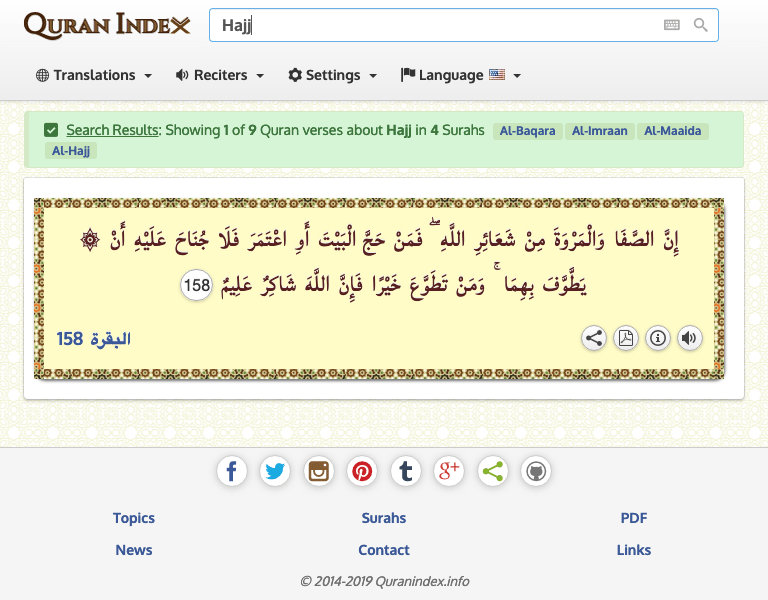 QURAN INDEX
Hajj
Translations Reciters Settings Language
Search Results: Showing 1 of 9 Quran verses about Hajj in 4 Surahs Al-Baqara Al-Imraan Al-Maaida
Al-Hajj
إِنَّ الصَّفَا وَالْمَرْوَةَ مِنْ شَعَائِرِ اللَّهِ ۖ فَمَنْ حَجَّ الْبَيْتَ أَوِ اعْتَمَرَ فَلَا جُنَاحَ عَلَيْهِ أَنْ ۞
يَطَّوَّفَ بِهِمَا ۚ وَمَنْ تَطَوَّعَ خَيْرًا فَإِنَّ اللَّهَ شَاكِرٌ عَلِيمٌ 158
البقرة 158
Topics Surahs PDF
News Contact Links
© 2014-2019 Quranindex.info